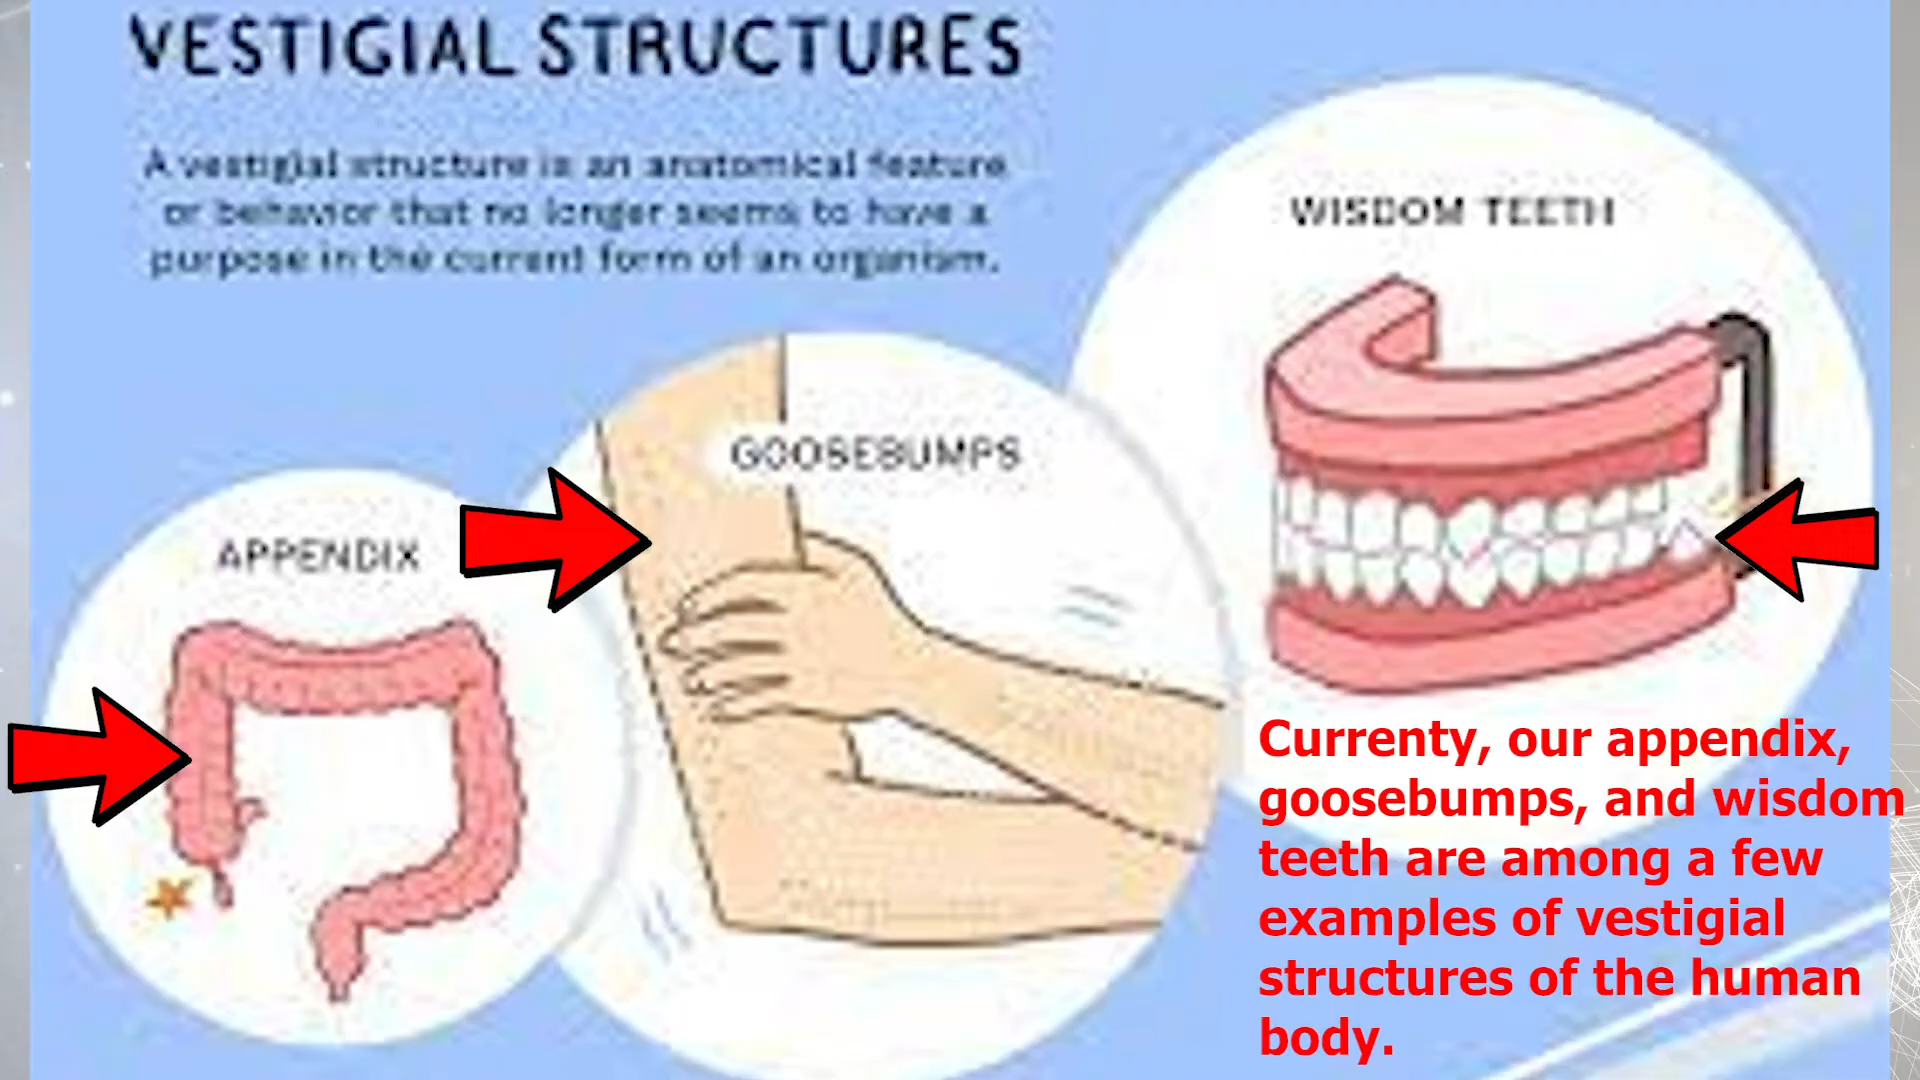 VESTIGIAL STRUCTURES
A vestigial structure is an anatomical feature
or behavior that no longer seems to have a
purpose in the current form of an organism.
WISDOM TEETH
GOOSEBUMPS
APPENDIX
Currenty, our appendix,
goosebumps, and wisdom
teeth are among a few
examples of vestigial
structures of the human
body.